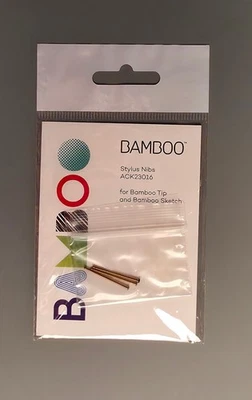 BAMBOO™
Stylus Nibs
ACK23016
for Bamboo Tip
and Bamboo Sketch
BAMBOO